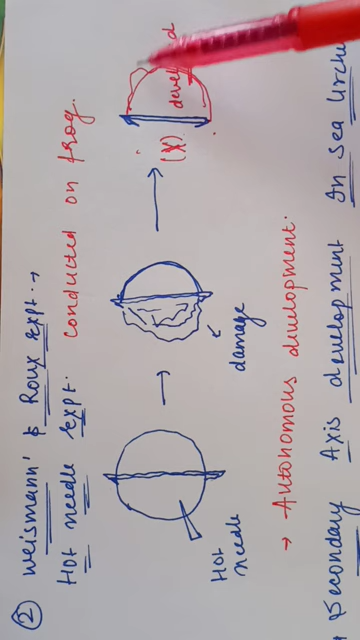 ② Weismann' & Roux expt. →
Hot needle expt. conducted on frog.
Hot
needle
damage
(X)
→ Autonomous development.
Secondary Axis development In Sea Urchi